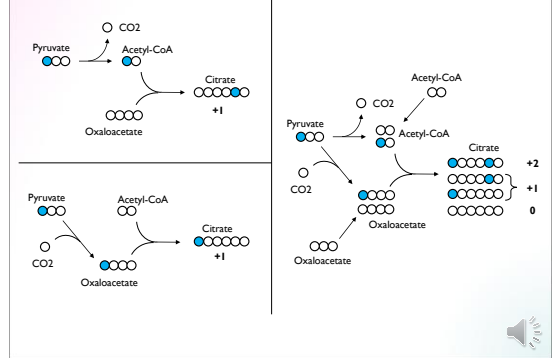 CO2
Pyruvate
Acetyl-CoA
Citrate
+1
Oxaloacetate
Pyruvate
Acetyl-CoA
Citrate
+1
CO2
Oxaloacetate
Acetyl-CoA
CO2
Pyruvate
Acetyl-CoA
Citrate
+2
+1
0
CO2
Oxaloacetate
Oxaloacetate